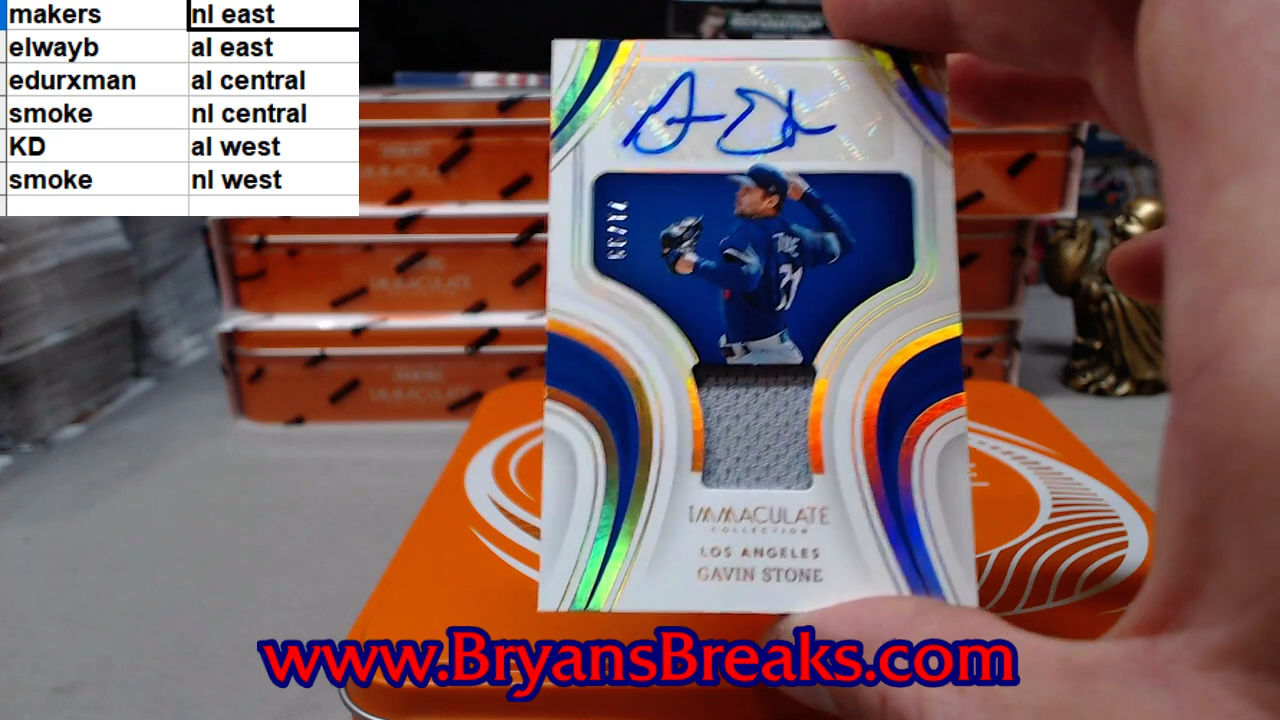 makers nl east
elwayb al east
edurxman al central
smoke nl central
KD al west
smoke nl west
IMMACULATE
COLLECTION
LOS ANGELES
GAVIN STONE
www.BryansBreaks.com